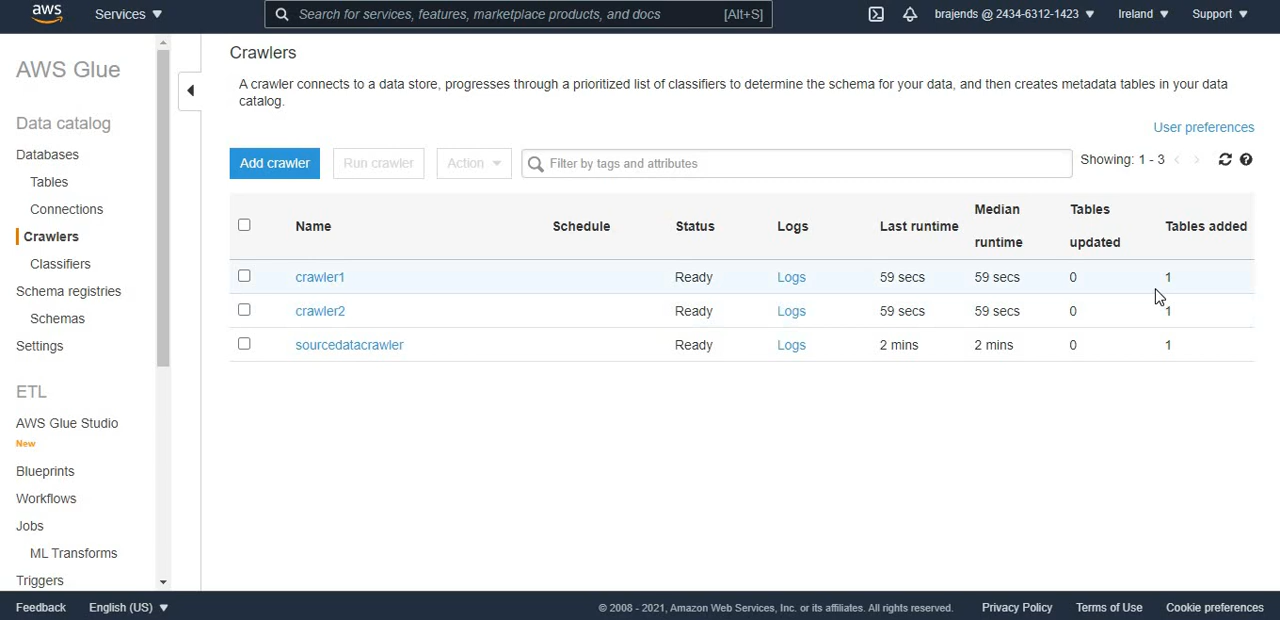 aws
Services
Search for services, features, marketplace products, and docs
[Alt+S]
brajends @ 2434-6312-1423
Ireland
Support
AWS Glue
Data catalog
Databases
Tables
Connections
Crawlers
Classifiers
Schema registries
Schemas
Settings
ETL
AWS Glue Studio
New
Blueprints
Workflows
Jobs
ML Transforms
Triggers
Crawlers
A crawler connects to a data store, progresses through a prioritized list of classifiers to determine the schema for your data, and then creates metadata tables in your data
catalog.
User preferences
Add crawler
Run crawler
Action
Filter by tags and attributes
Showing: 1 - 3
Name Schedule Status Logs Last runtime Median runtime Tables updated Tables added
crawler1 Ready Logs 59 secs 59 secs 0 1
crawler2 Ready Logs 59 secs 59 secs 0 1
sourcedatacrawler Ready Logs 2 mins 2 mins 0 1
Feedback
English (US)
© 2008 - 2021, Amazon Web Services, Inc. or its affiliates. All rights reserved.
Privacy Policy
Terms of Use
Cookie preferences